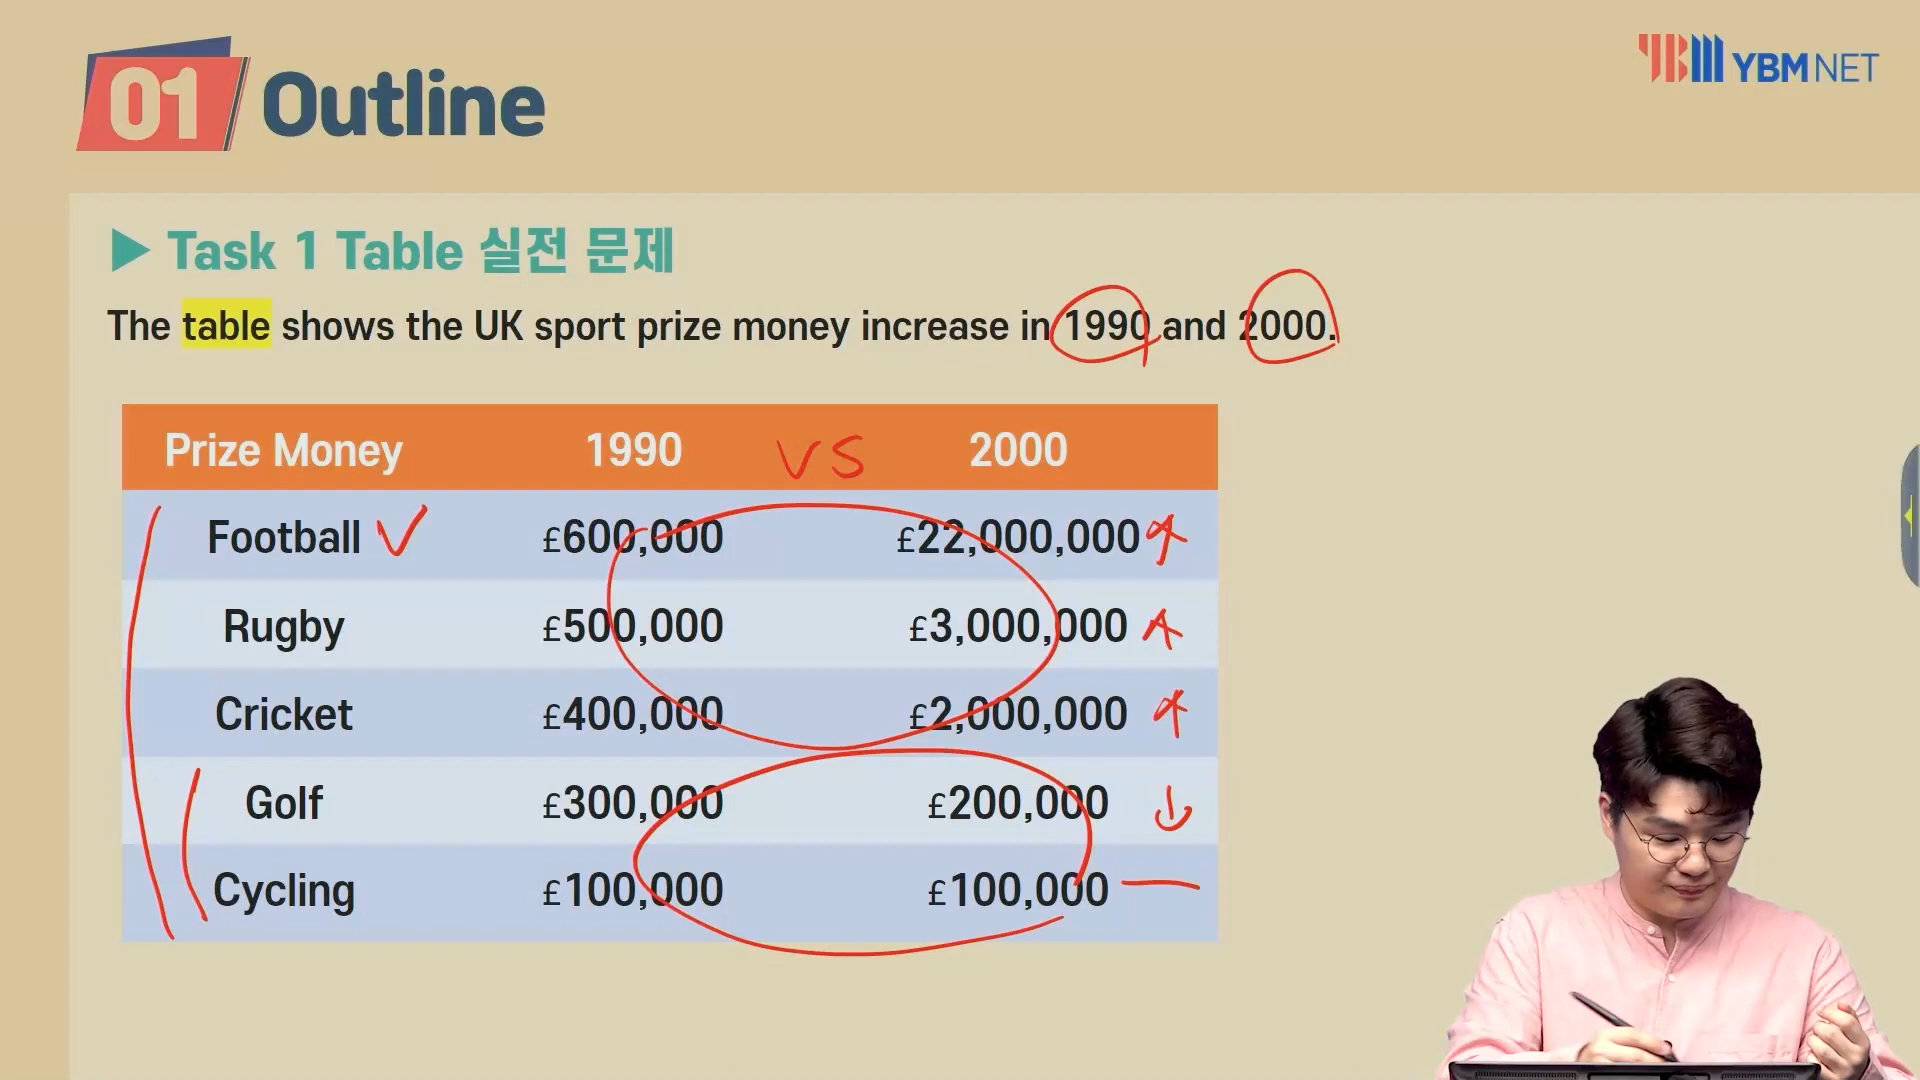 01 Outline
YBM NET
▶ Task 1 Table 실전 문제
The table shows the UK sport prize money increase in 1990 and 2000.
Prize Money 1990 VS 2000
Football £600,000 £22,000,000
Rugby £500,000 £3,000,000
Cricket £400,000 £2,000,000
Golf £300,000 £200,000
Cycling £100,000 £100,000